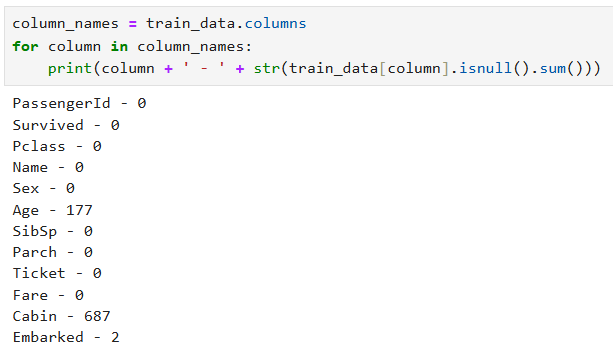 column_names = train_data.columns
for column in column_names:
    print(column + ' - ' + str(train_data[column].isnull().sum()))
PassengerId - 0
Survived - 0
Pclass - 0
Name - 0
Sex - 0
Age - 177
SibSp - 0
Parch - 0
Ticket - 0
Fare - 0
Cabin - 687
Embarked - 2